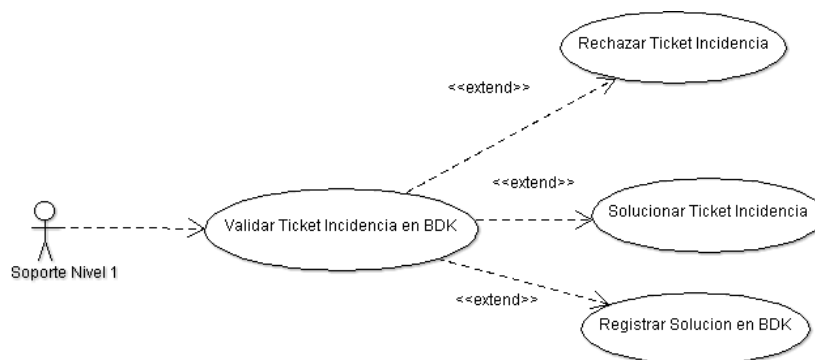 Rechazar Ticket Incidencia
<<extend>>
<<extend>>
Solucionar Ticket Incidencia
Validar Ticket Incidencia en BDK
Soporte Nivel 1
<<extend>>
Registrar Solucion en BDK